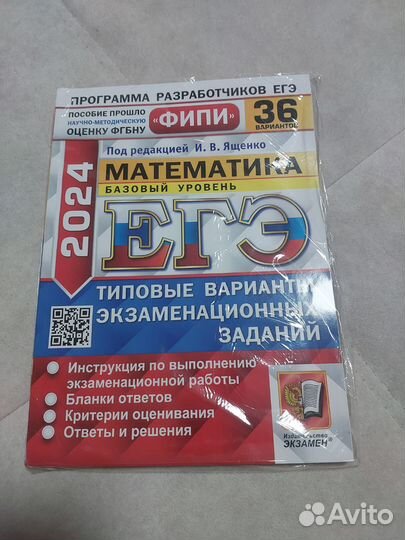 ПРОГРАММА РАЗРАБОТЧИКОВ ЕГЭ
ПОСОБИЕ ПРОШЛО
НАУЧНО-МЕТОДИЧЕСКУЮ
ОЦЕНКУ ФГБНУ
«ФИПИ»
36
ВАРИАНТОВ
Под редакцией И. В. Ященко
МАТЕМАТИКА
БАЗОВЫЙ УРОВЕНЬ
2024
ЕГЭ
ТИПОВЫЕ ВАРИАНТЫ
ЭКЗАМЕНАЦИОННЫХ
ЗАДАНИЙ
Инструкция по выполнению
экзаменационной работы
Бланки ответов
Критерии оценивания
Ответы и решения
Издательство
ЭКЗАМЕН®
Avito